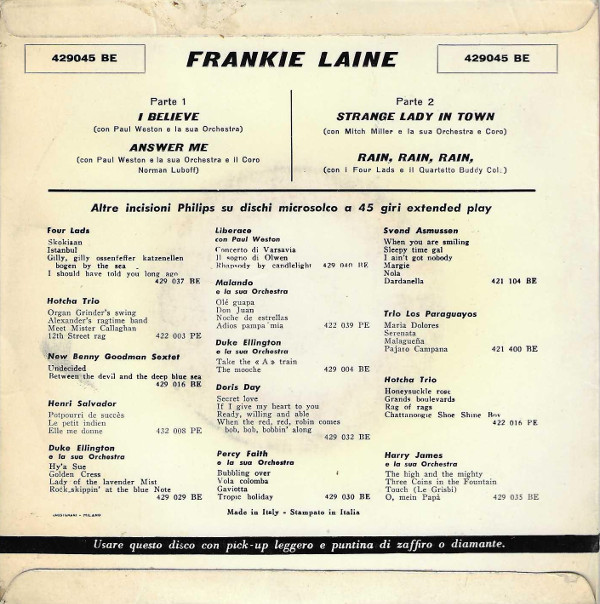 429045 BE
FRANKIE LAINE
429045 BE
Parte 1
I BELIEVE
(con Paul Weston e la sua Orchestra)
ANSWER ME
(con Paul Weston e la sua Orchestra e il Coro
Norman Luboff)
Parte 2
STRANGE LADY IN TOWN
(con Mitch Miller e la sua Orchestra e Coro)
RAIN, RAIN, RAIN,
(con i Four Lads e il Quartetto Buddy Col.)
Altre incisioni Philips su dischi microsolco a 45 giri extended play
Four Lads
Skokiaan
Istanbul
Gilly, gilly ossenfeffer katzenellen
bogen by the sea
I should have told you long ago
429 037 BE
Hotcha Trio
Organ Grinder's swing
Alexander's ragtime band
Meet Mister Callaghan
12th Street rag 422 003 PE
New Benny Goodman Sextet
Undecided
Between the devil and the deep blue sea
429 016 BE
Henri Salvador
Potpourri de succès
Le petit indien
Elle me donne 432 008 PE
Duke Ellington
e la sua Orchestra
Hy'a Sue
Golden Cress
Lady of the lavender Mist
Rock skippin' at the blue Note 429 029 BE
Liberace
con Paul Weston
Concerto di Varsavia
Il sogno di Olwen
Rhapsody by candlelight 429 040 BE
Malando
e la sua Orchestra
Olé guapa
Don Juan
Noche de estrellas
Adios pampa mia 422 039 PE
Duke Ellington
e la sua Orchestra
Take the « A » train
The mooche 429 004 BE
Doris Day
Secret love
If I give my heart to you
Ready, willing and able
When the red, red, robin comes
bob, bob, bobbin' along
429 032 BE
Percy Faith
e la sua Orchestra
Bubbling over
Vola colomba
Gaviotta
Tropic holiday 429 030 BE
Svend Asmussen
When you are smiling
Sleepy time gal
I ain't got nobody
Margie
Nola
Dardanella 421 104 BE
Trio Los Paraguayos
Maria Dolores
Serenata
Malagueña
Pajaro Campana 421 400 BE
Hotcha Trio
Honeysuckle rose
Grands boulevards
Rag of rags
Chattanoogie Shoe Shine Boy
422 016 PE
Harry James
e la sua Orchestra
The high and the mighty
Three Coins in the Fountain
Touch (Le Grisbi)
O, mein Papá 429 035 BE
Made in Italy - Stampato in Italia
MILANO
Usare questo disco con pick-up leggero e puntina di zaffiro o diamante.